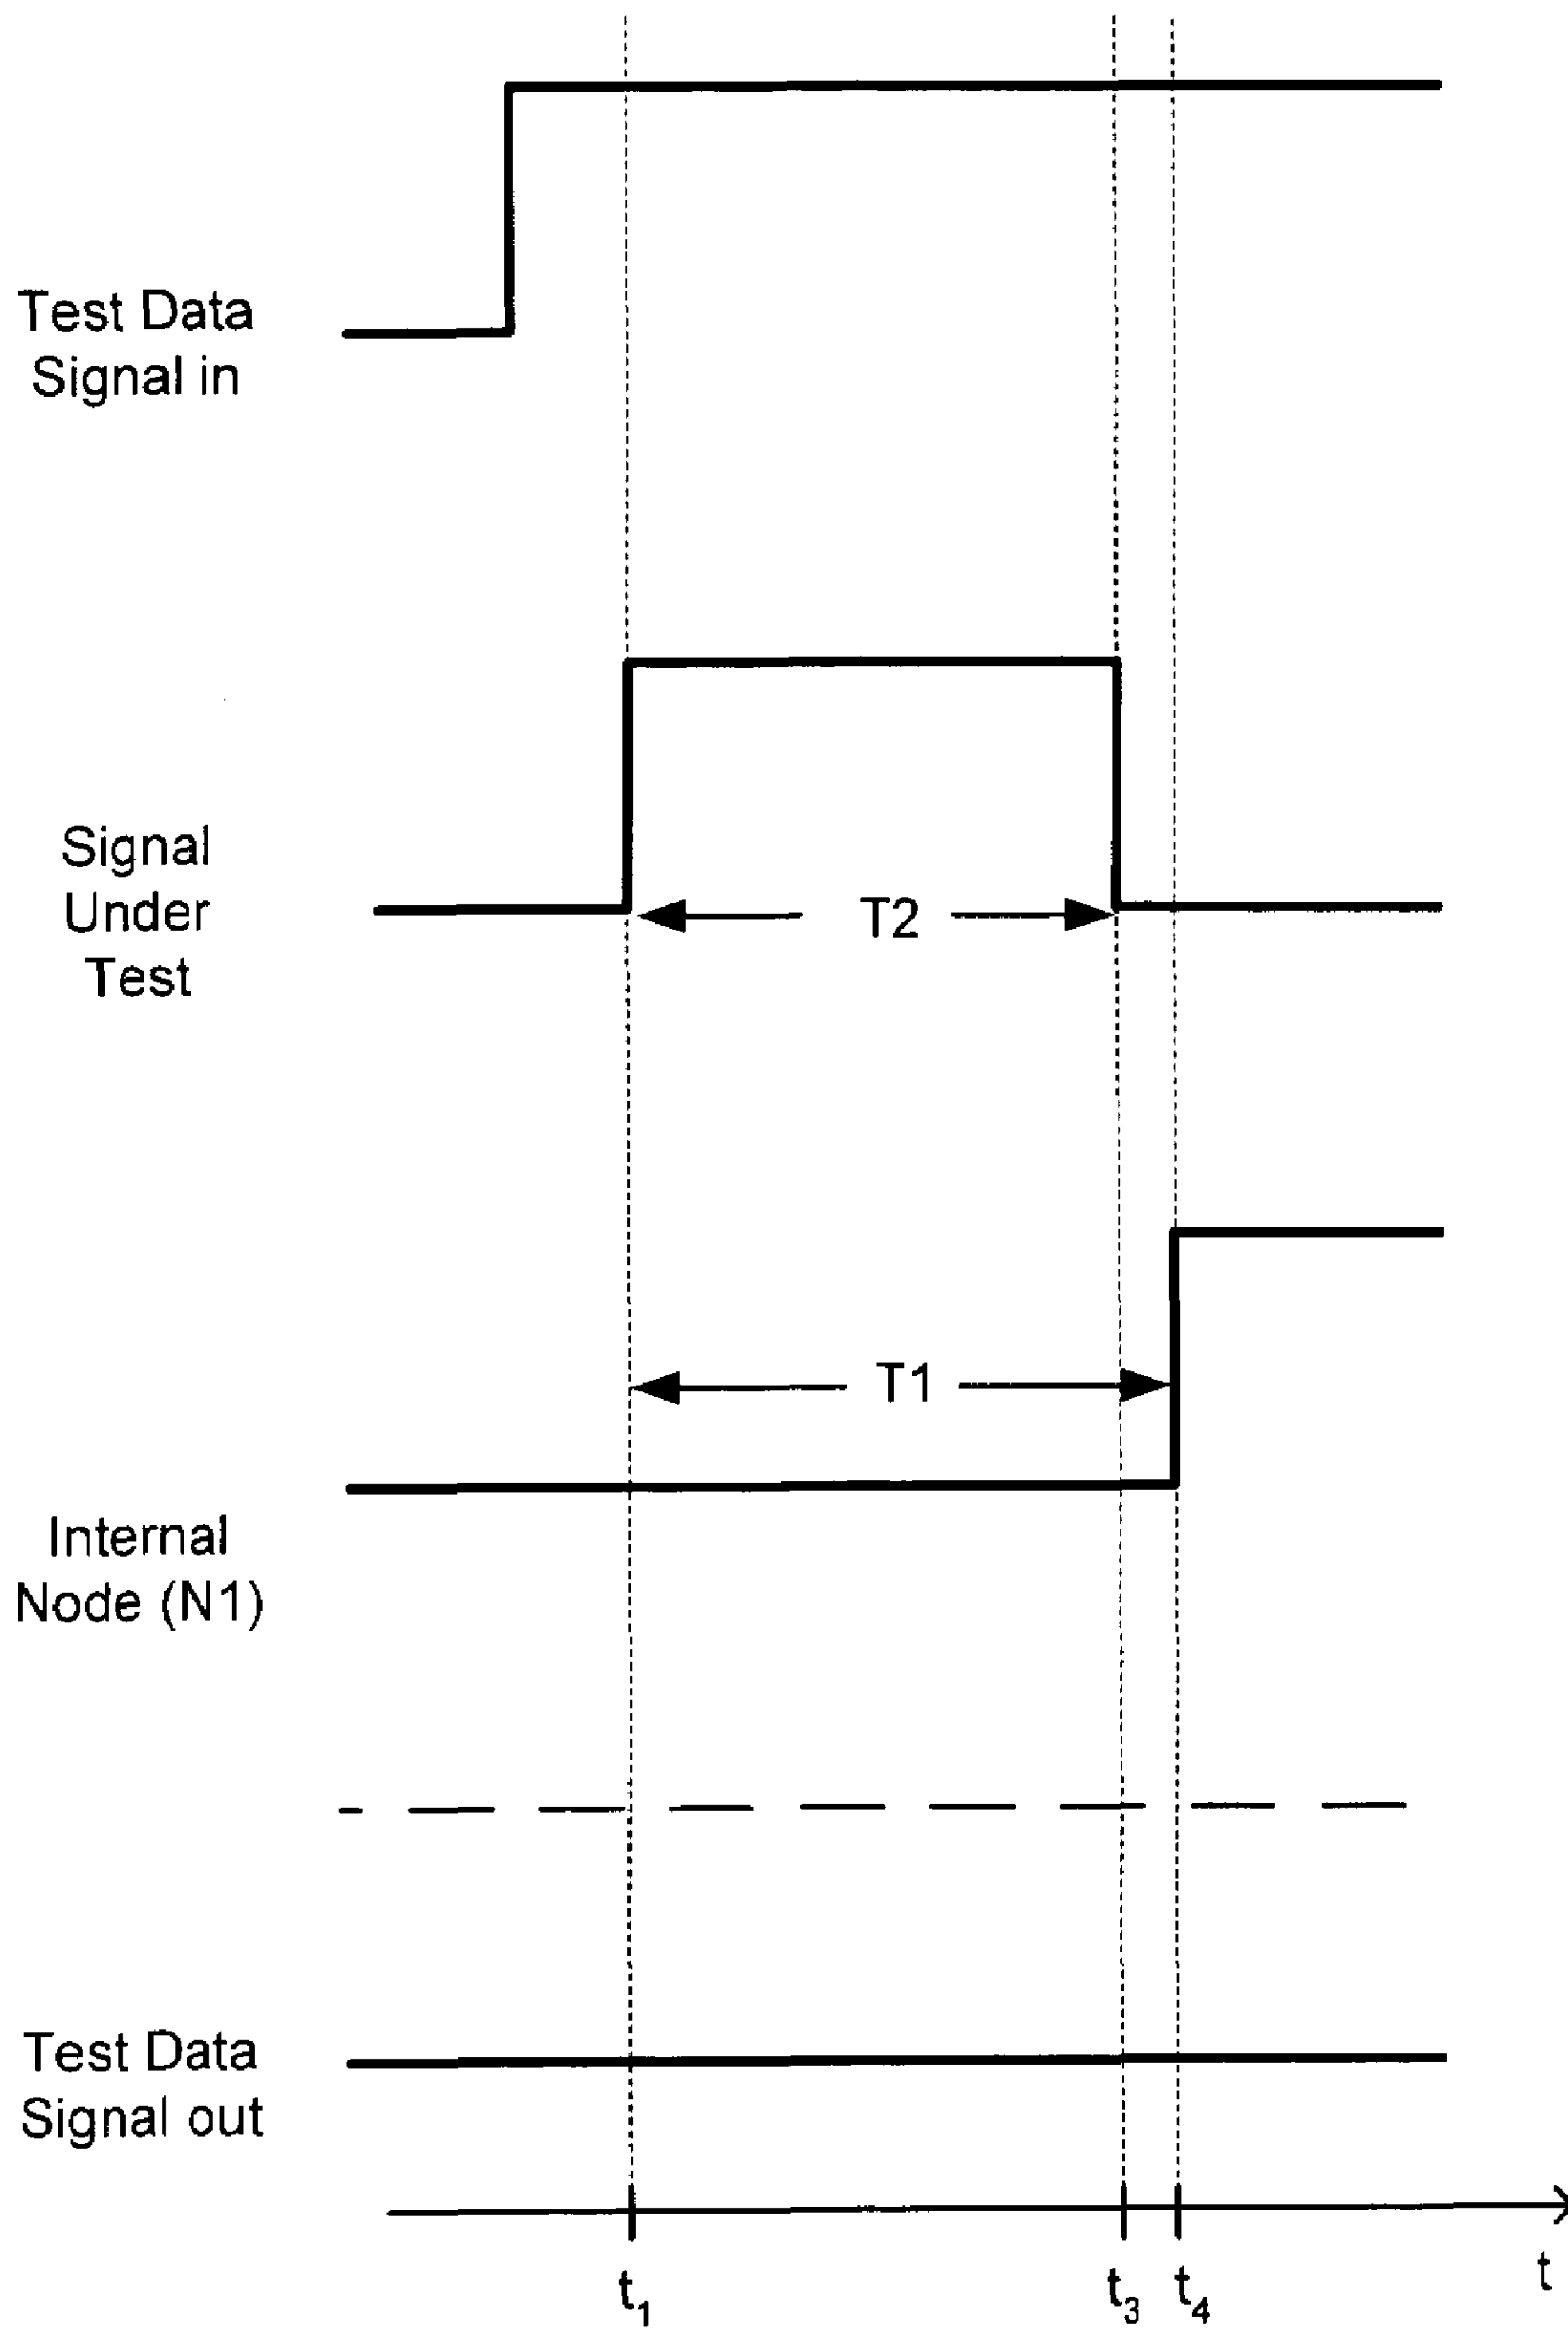 Test Data
Signal in
Signal
Under
Test
T2
T1
Internal
Node (N1)
Test Data
Signal out
t1
t3
t4
t